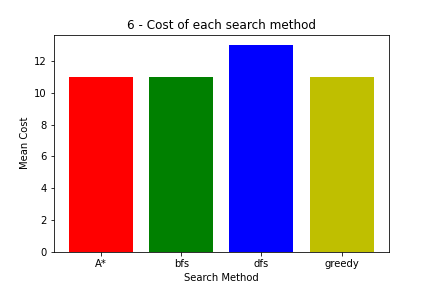 6 - Cost of each search method
Mean Cost
12
10
8
6
4
2
0
A* bfs dfs greedy
Search Method